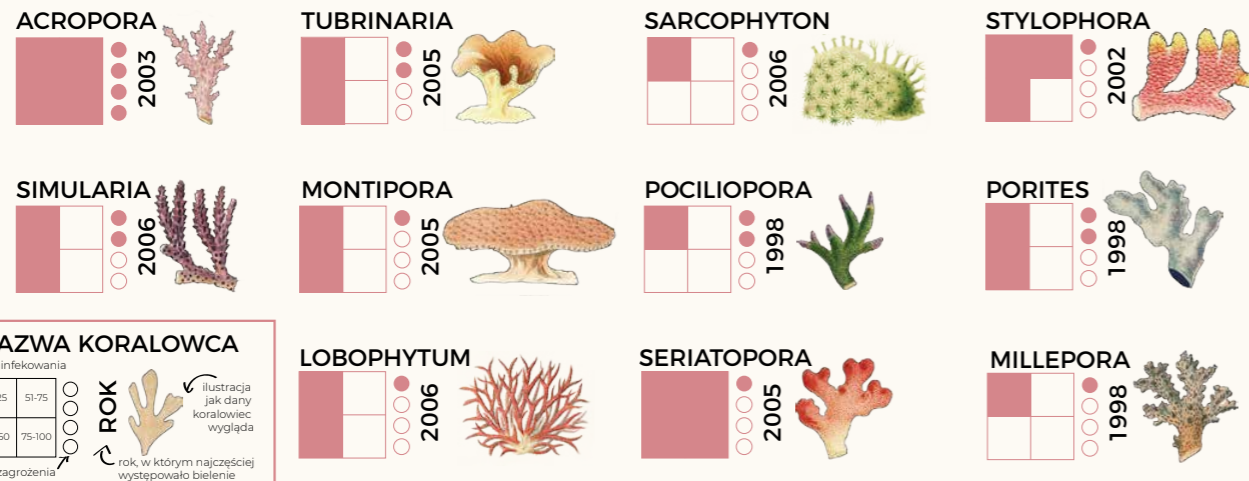 ACROPORA
2003
TUBRINARIA
2005
SARCOPHYTON
2006
STYLOPHORA
2002
SIMULARIA
2006
MONTIPORA
2005
POCILIOPORA
1998
PORITES
1998
AZWA KORALOWCA
infekowania
25
51-75
50
75-100
zagrożenia
ROK
ilustracja
jak dany
koralowiec
wygląda
rok, w którym najczęściej
występowało bielenie
LOBOPHYTUM
2006
SERIATOPORA
2005
MILLEPORA
1998